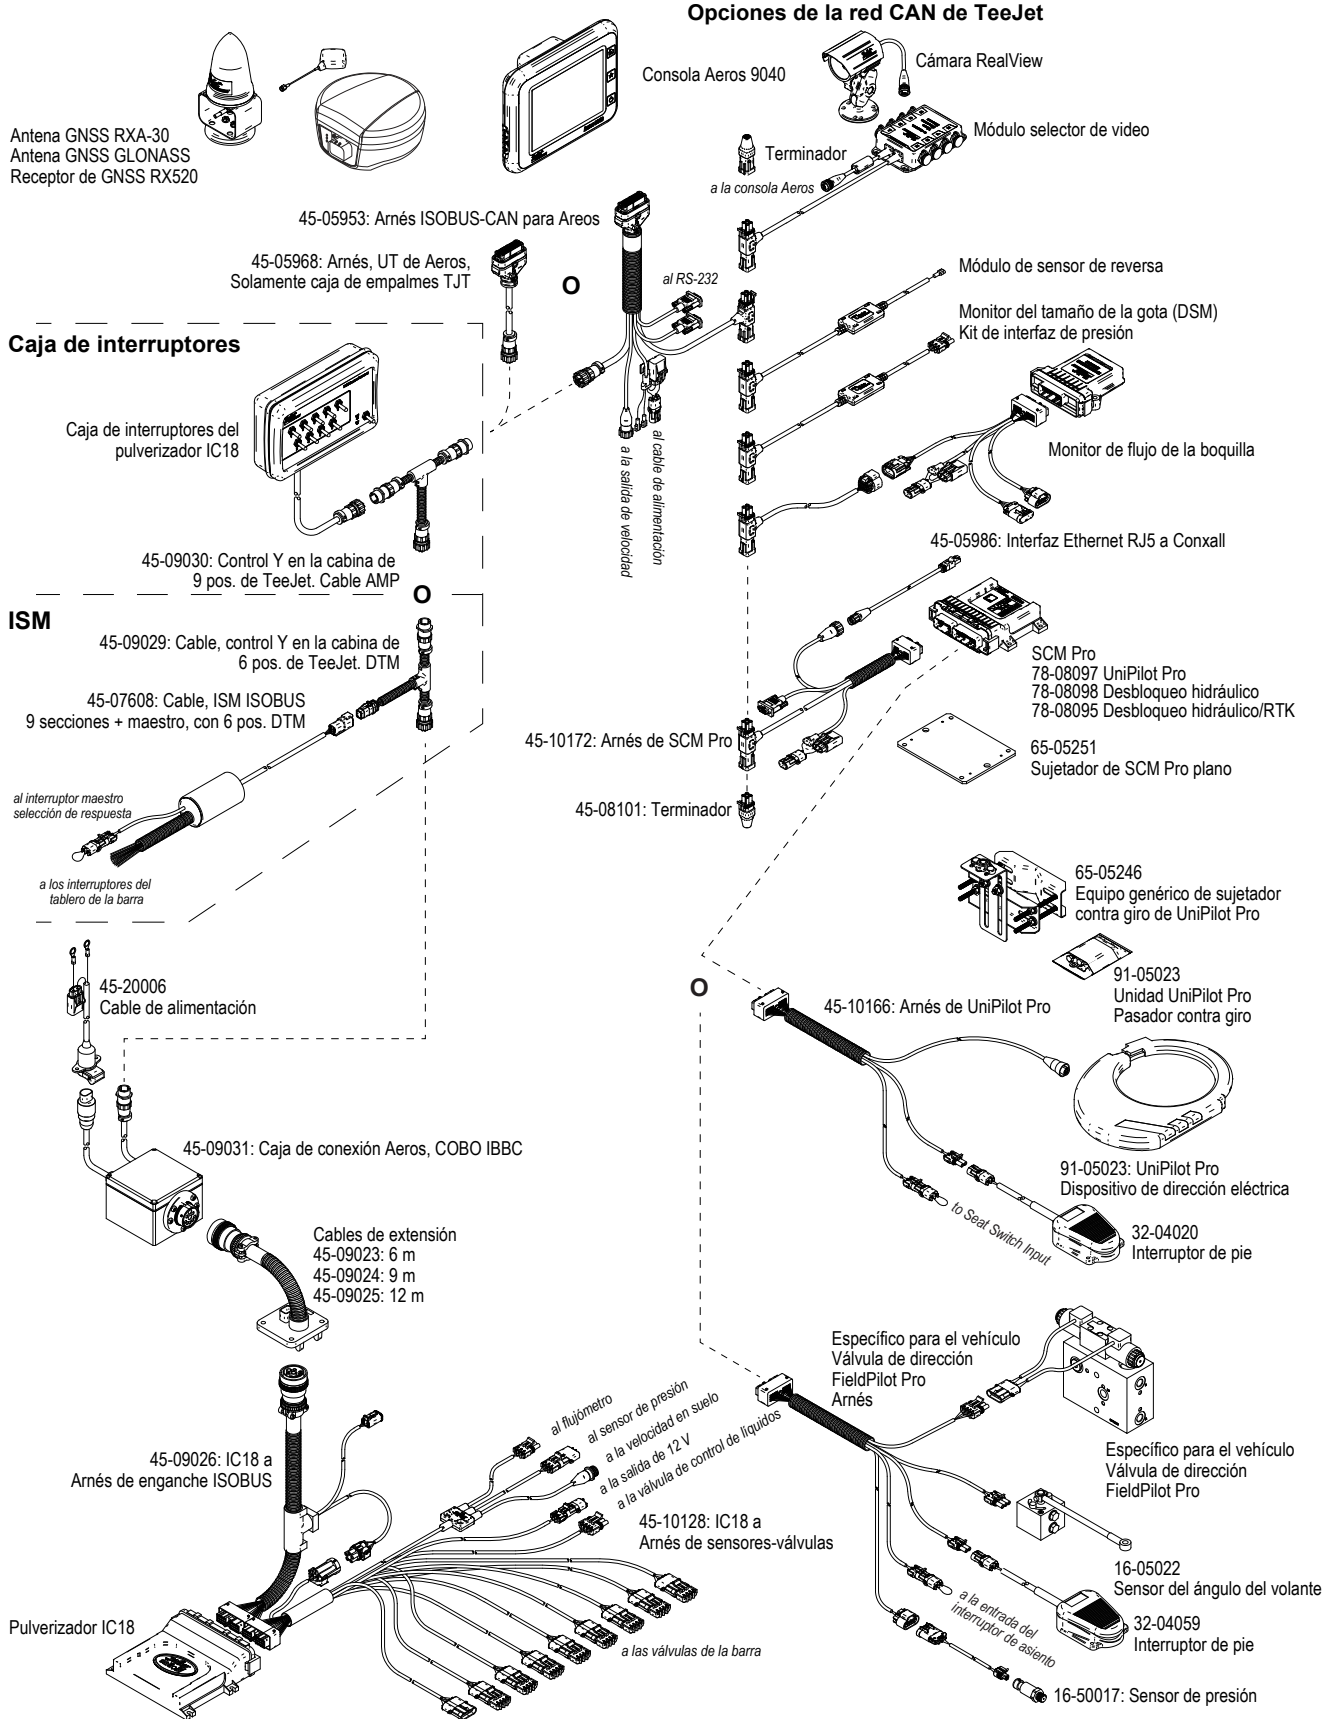 Opciones de la red CAN de TeeJet
Cámara RealView
Consola Aeros 9040
Antena GNSS RXA-30
Antena GNSS GLONASS
Receptor de GNSS RX520
Módulo selector de video
Terminador
a la consola Aeros
45-05953: Arnés ISOBUS-CAN para Areos
45-05968: Arnés, UT de Aeros,
Solamente caja de empalmes TJT
O
al RS-232
Módulo de sensor de reversa
Monitor del tamaño de la gota (DSM)
Kit de interfaz de presión
Caja de interruptores
Caja de interruptores del
pulverizador IC18
a la salida de velocidad
al cable de alimentación
Monitor de flujo de la boquilla
45-09030: Control Y en la cabina de
9 pos. de TeeJet. Cable AMP
O
45-05986: Interfaz Ethernet RJ5 a Conxall
ISM
45-09029: Cable, control Y en la cabina de
6 pos. de TeeJet. DTM
45-07608: Cable, ISM ISOBUS
9 secciones + maestro, con 6 pos. DTM
al interruptor maestro
selección de respuesta
a los interruptores del
tablero de la barra
SCM Pro
78-08097 UniPilot Pro
78-08098 Desbloqueo hidráulico
78-08095 Desbloqueo hidráulico/RTK
45-10172: Arnés de SCM Pro
65-05251
Sujetador de SCM Pro plano
45-08101: Terminador
65-05246
Equipo genérico de sujetador
contra giro de UniPilot Pro
91-05023
Unidad UniPilot Pro
Pasador contra giro
45-20006
Cable de alimentación
O
45-10166: Arnés de UniPilot Pro
45-09031: Caja de conexión Aeros, COBO IBBC
91-05023: UniPilot Pro
Dispositivo de dirección eléctrica
to Seat Switch Input
32-04020
Interruptor de pie
Cables de extensión
45-09023: 6 m
45-09024: 9 m
45-09025: 12 m
Específico para el vehículo
Válvula de dirección
FieldPilot Pro
Arnés
45-09026: IC18 a
Arnés de enganche ISOBUS
al flujómetro
al sensor de presión
a la velocidad en suelo
a la salida de 12 V
a la válvula de control de líquidos
45-10128: IC18 a
Arnés de sensores-válvulas
Específico para el vehículo
Válvula de dirección
FieldPilot Pro
16-05022
Sensor del ángulo del volante
a la entrada del
interruptor de asiento
32-04059
Interruptor de pie
Pulverizador IC18
a las válvulas de la barra
16-50017: Sensor de presión